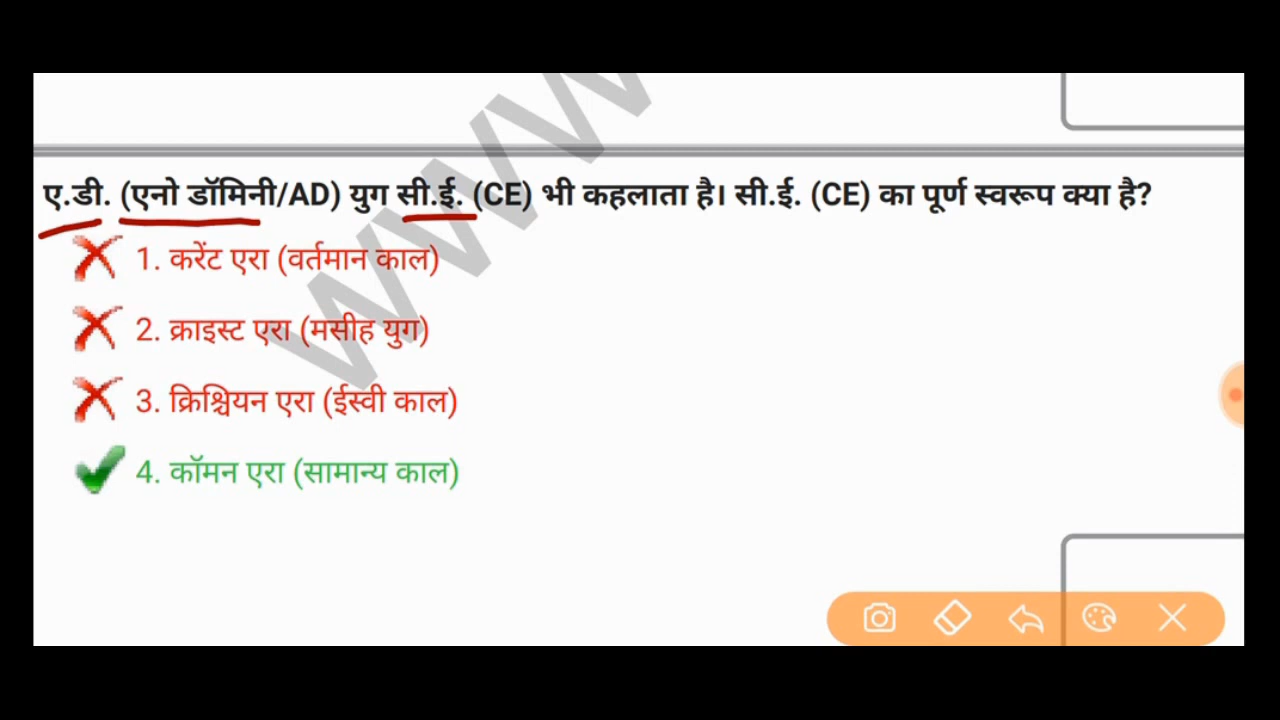 WWW
ए.डी. (एनो डॉमिनी/AD) युग सी.ई. (CE) भी कहलाता है। सी.ई. (CE) का पूर्ण स्वरूप क्या है?
1. करेंट एरा (वर्तमान काल)
2. क्राइस्ट एरा (मसीह युग)
3. क्रिश्चियन एरा (ईस्वी काल)
4. कॉमन एरा (सामान्य काल)